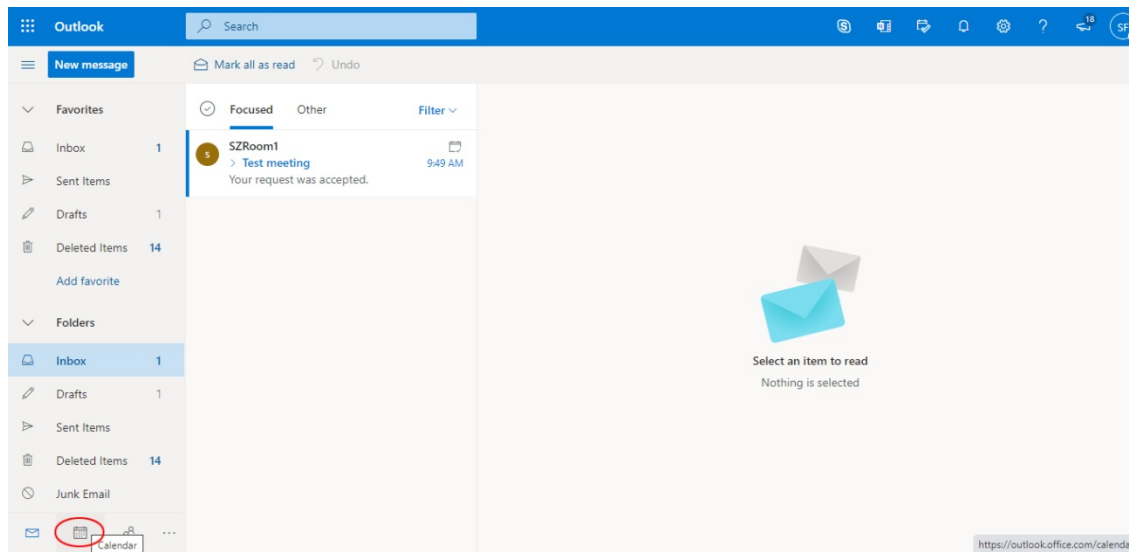 Outlook
Search
18
SF
New message
Mark all as read
Undo
Favorites
Inbox 1
Sent Items
Drafts 1
Deleted Items 14
Add favorite
Folders
Inbox 1
Drafts 1
Sent Items
Deleted Items 14
Junk Email
Calendar
Focused Other Filter
S
SZRoom1
> Test meeting 9:49 AM
Your request was accepted.
Select an item to read
Nothing is selected
https://outlook.office.com/calenda